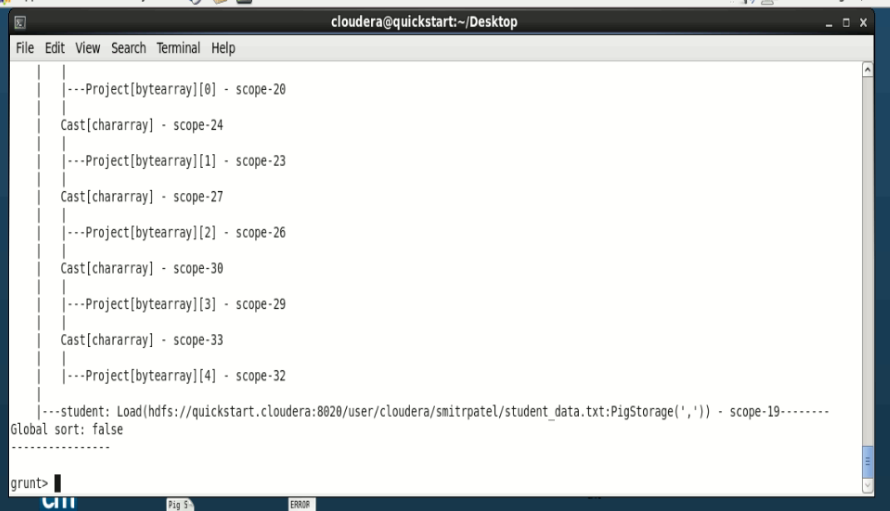 cloudera@quickstart:~/Desktop
File Edit View Search Terminal Help
| |
| |---Project[bytearray][0] - scope-20
| |
| Cast[chararray] - scope-24
| |
| |---Project[bytearray][1] - scope-23
| |
| Cast[chararray] - scope-27
| |
| |---Project[bytearray][2] - scope-26
| |
| Cast[chararray] - scope-30
| |
| |---Project[bytearray][3] - scope-29
| |
| Cast[chararray] - scope-33
| |
| |---Project[bytearray][4] - scope-32
|
|---student: Load(hdfs://quickstart.cloudera:8020/user/cloudera/smitrpatel/student_data.txt:PigStorage(',')) - scope-19--------
Global sort: false
----------------
grunt>
Pig S
ERROR